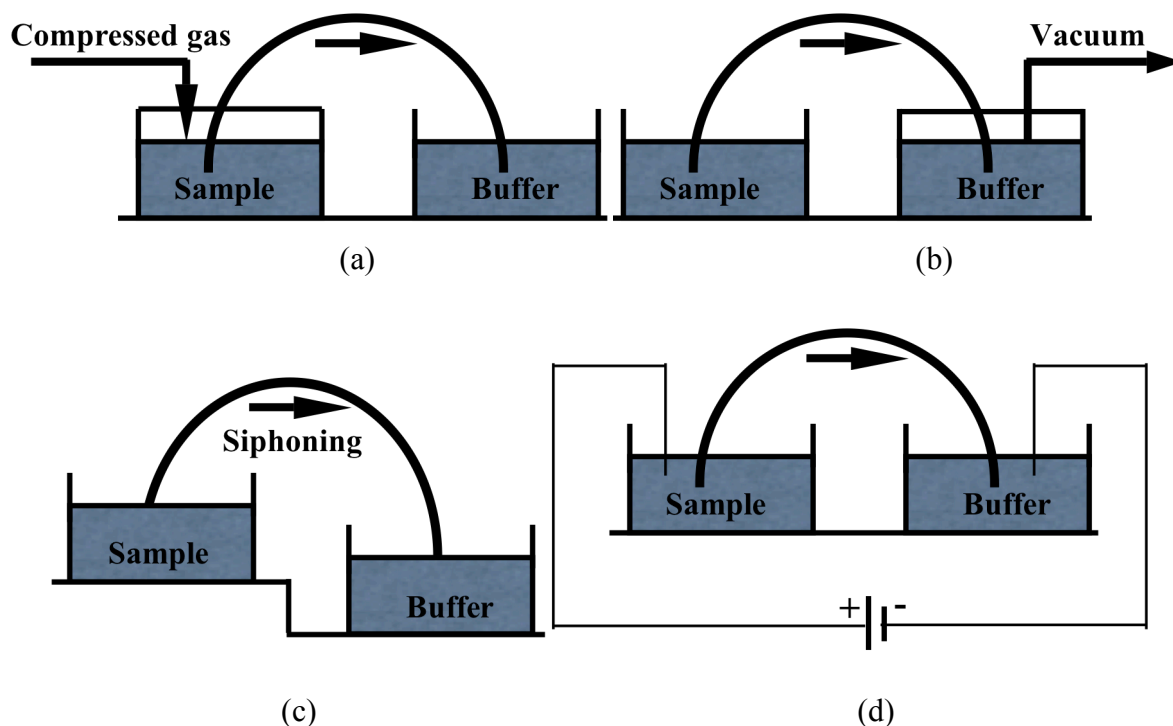 Compressed gas
Vacuum
Sample
Buffer
Sample
Buffer
(a)
(b)
Siphoning
Sample
Buffer
Sample
Buffer
+
-
(c)
(d)